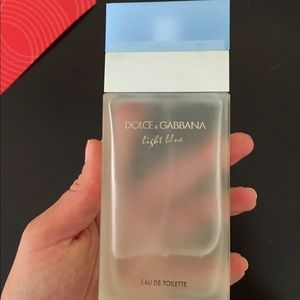 DOLCE & GABBANA
light blue
EAU DE TOILETTE